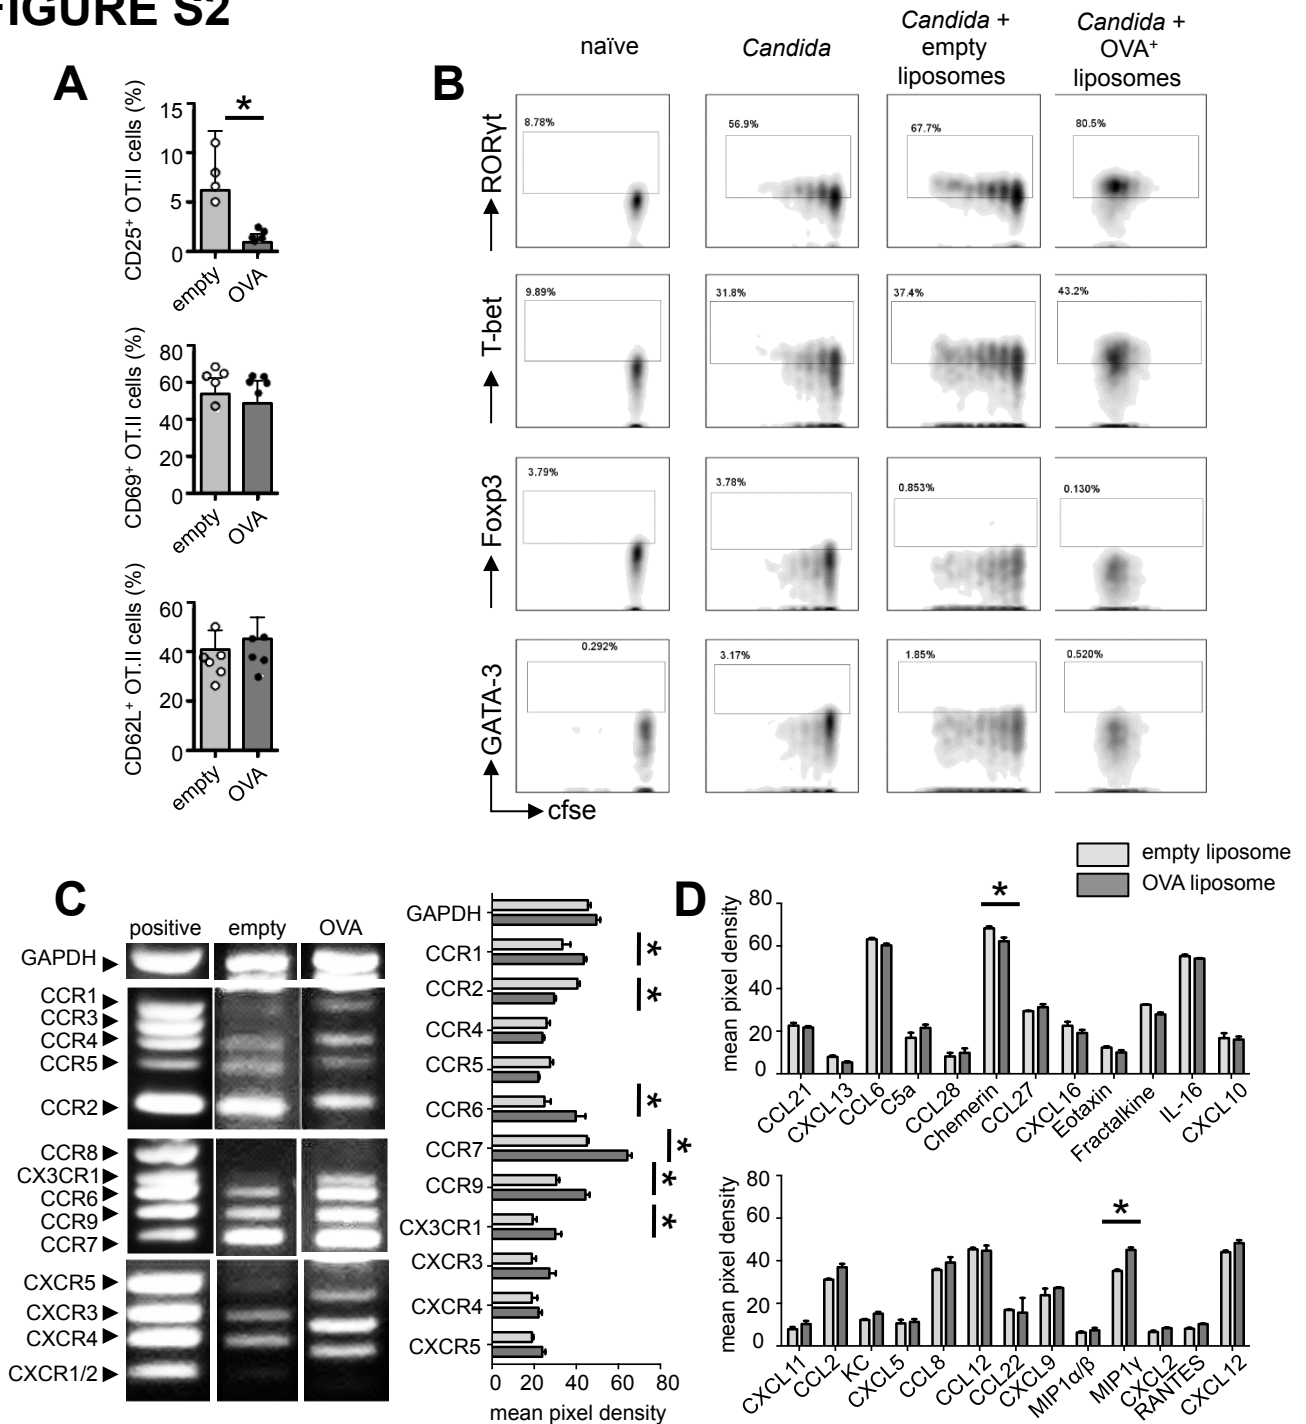 FIGURE S2
A
CD25⁺ OT.II cells (%)
15
10
5
0
*
empty
OVA
CD69⁺ OT.II cells (%)
80
60
40
20
0
empty
OVA
CD62L⁺ OT.II cells (%)
60
40
20
0
empty
OVA
B
naïve
Candida
Candida +
empty
liposomes
Candida +
OVA⁺
liposomes
RORγt
8.78%
56.9%
67.7%
80.5%
T-bet
9.89%
31.8%
37.4%
43.2%
Foxp3
3.79%
3.78%
0.853%
0.130%
GATA-3
0.292%
3.17%
1.85%
0.520%
cfse
C
positive
empty
OVA
GAPDH
CCR1
CCR3
CCR4
CCR5
CCR2
CCR8
CX3CR1
CCR6
CCR9
CCR7
CXCR5
CXCR3
CXCR4
CXCR1/2
GAPDH
CCR1
*
CCR2
*
CCR4
CCR5
CCR6
*
CCR7
*
CCR9
*
CX3CR1
*
CXCR3
CXCR4
CXCR5
0 20 40 60 80
mean pixel density
D
empty liposome
OVA liposome
mean pixel density
80
60
40
20
0
*
CCL21
CXCL13
CCL6
C5a
CCL28
Chemerin
CCL27
CXCL16
Eotaxin
Fractalkine
IL-16
CXCL10
mean pixel density
80
60
40
20
0
*
CXCL11
CCL2
KC
CXCL5
CCL8
CCL12
CCL22
CXCL9
MIP1α/β
MIP1γ
CXCL2
RANTES
CXCL12